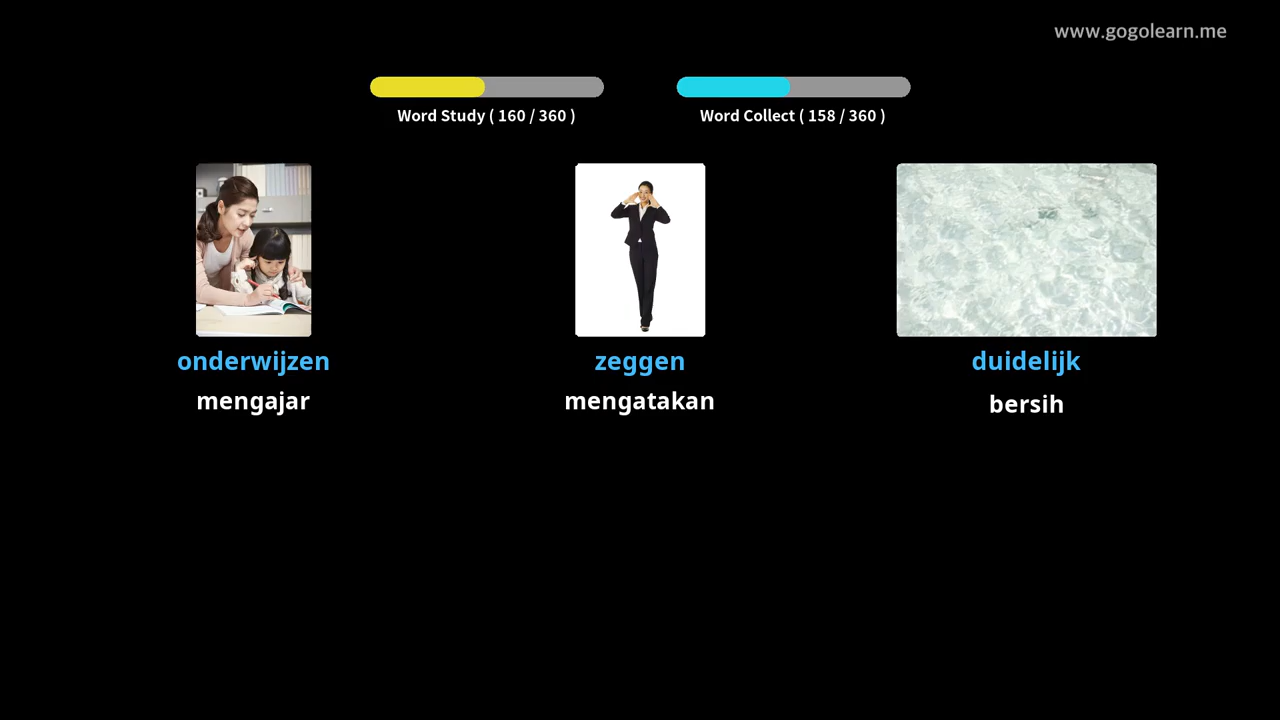 www.gogolearn.me
Word Study ( 160 / 360 )
Word Collect ( 158 / 360 )
onderwijzen
mengajar
zeggen
mengatakan
duidelijk
bersih